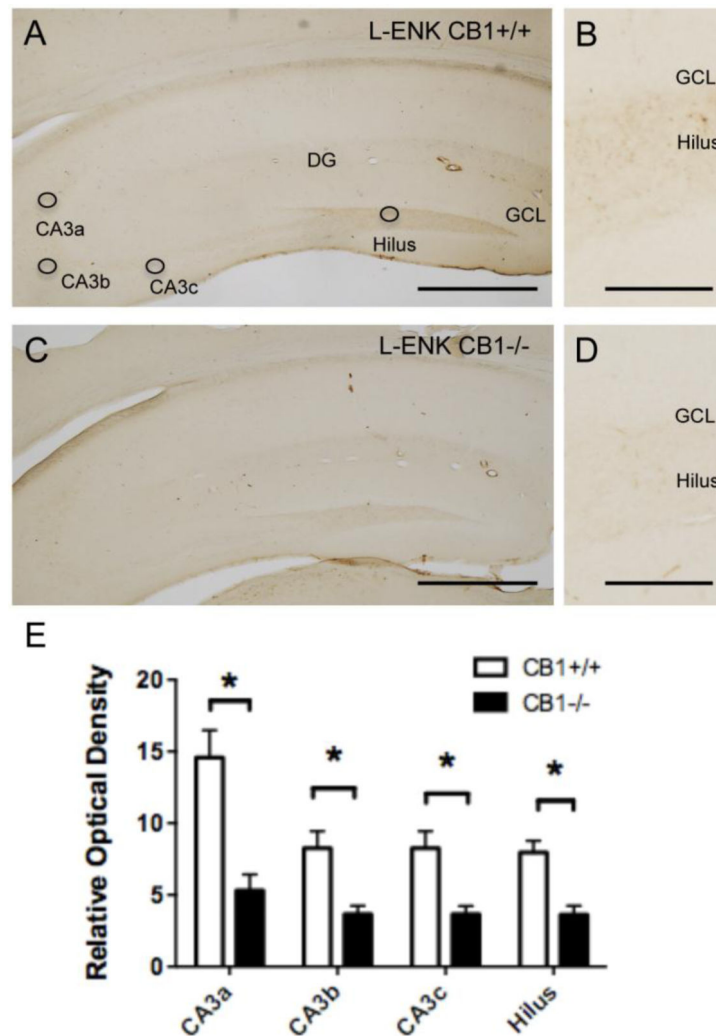 A
L-ENK CB1+/+
B
GCL
Hilus
DG
CA3a
GCL
Hilus
CA3b
CA3c
C
L-ENK CB1-/-
D
GCL
Hilus
E
CB1+/+
CB1-/-
Relative Optical Density
20
15
10
5
0
*
*
*
*
CA3a
CA3b
CA3c
Hilus